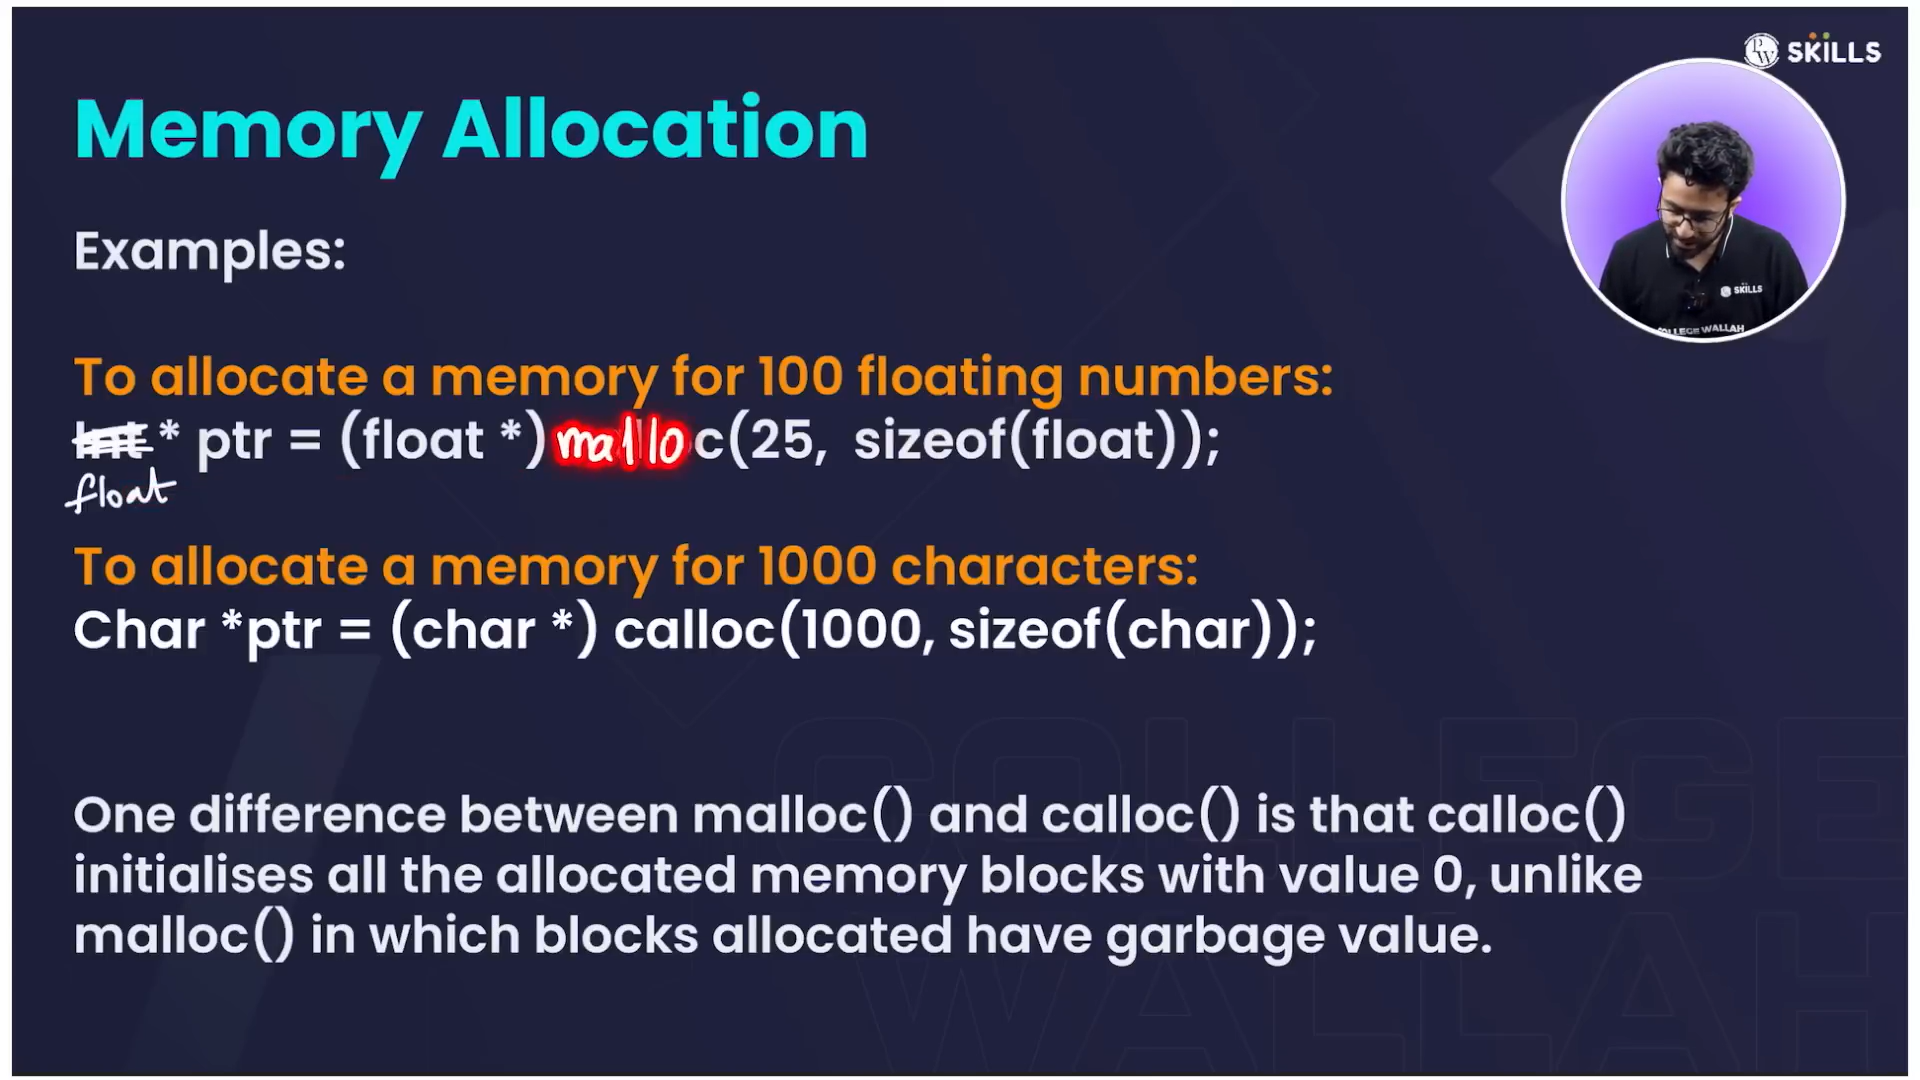 PW SKILLS
Memory Allocation
Examples:
SKILLS
COLLEGE WALLAH
To allocate a memory for 100 floating numbers:
Int * ptr = (float *) malloc(25, sizeof(float));
float
To allocate a memory for 1000 characters:
Char *ptr = (char *) calloc(1000, sizeof(char));
One difference between malloc() and calloc() is that calloc()
initialises all the allocated memory blocks with value 0, unlike
malloc() in which blocks allocated have garbage value.
COLLEGE
WALLAH